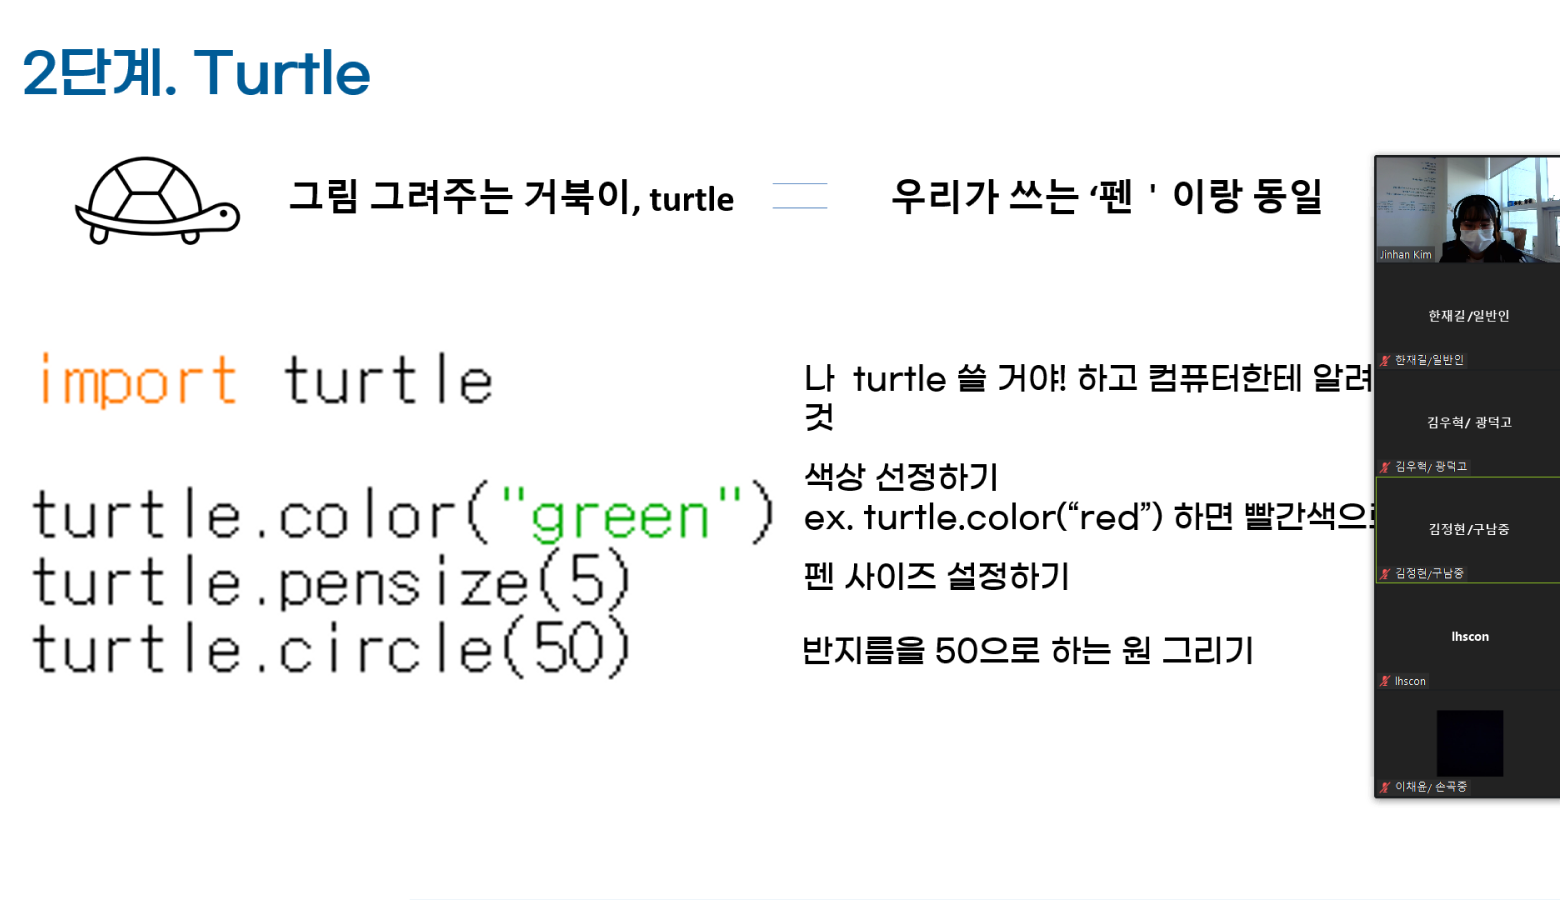 2단계. Turtle
그림 그려주는 거북이, turtle
우리가 쓰는 ‘펜 ' 이랑 동일
import turtle
나 turtle 쓸 거야! 하고 컴퓨터한테 알려
것
turtle.color("green")
색상 선정하기
ex. turtle.color(“red”) 하면 빨간색으
turtle.pensize(5)
펜 사이즈 설정하기
turtle.circle(50)
반지름을 50으로 하는 원 그리기
Jinhan Kim
한재길/일반인
한재길/일반인
김우혁/ 광덕고
김우혁/ 광덕고
김정현/구남중
김정현/구남중
lhscon
lhscon
이채윤/ 손곡중